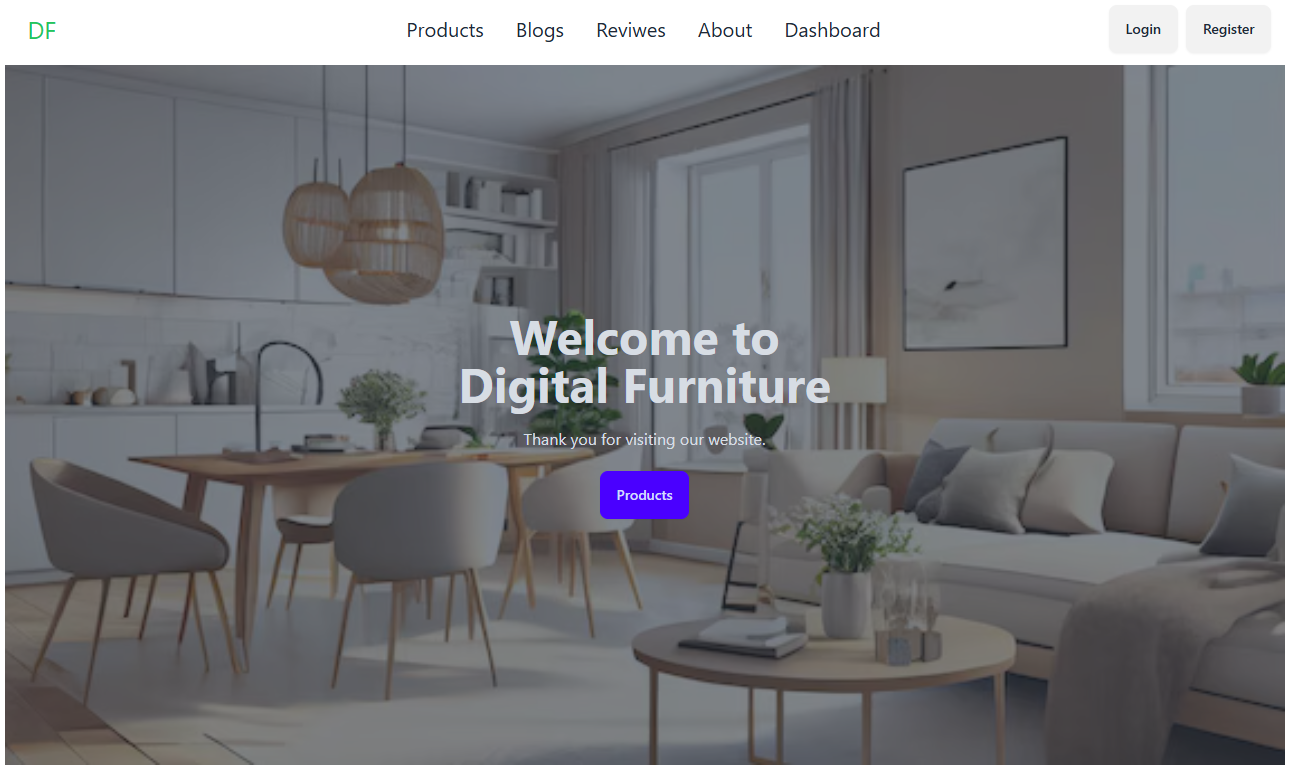 DF
Products Blogs Reviwes About Dashboard
Login Register
Welcome to
Digital Furniture
Thank you for visiting our website.
Products